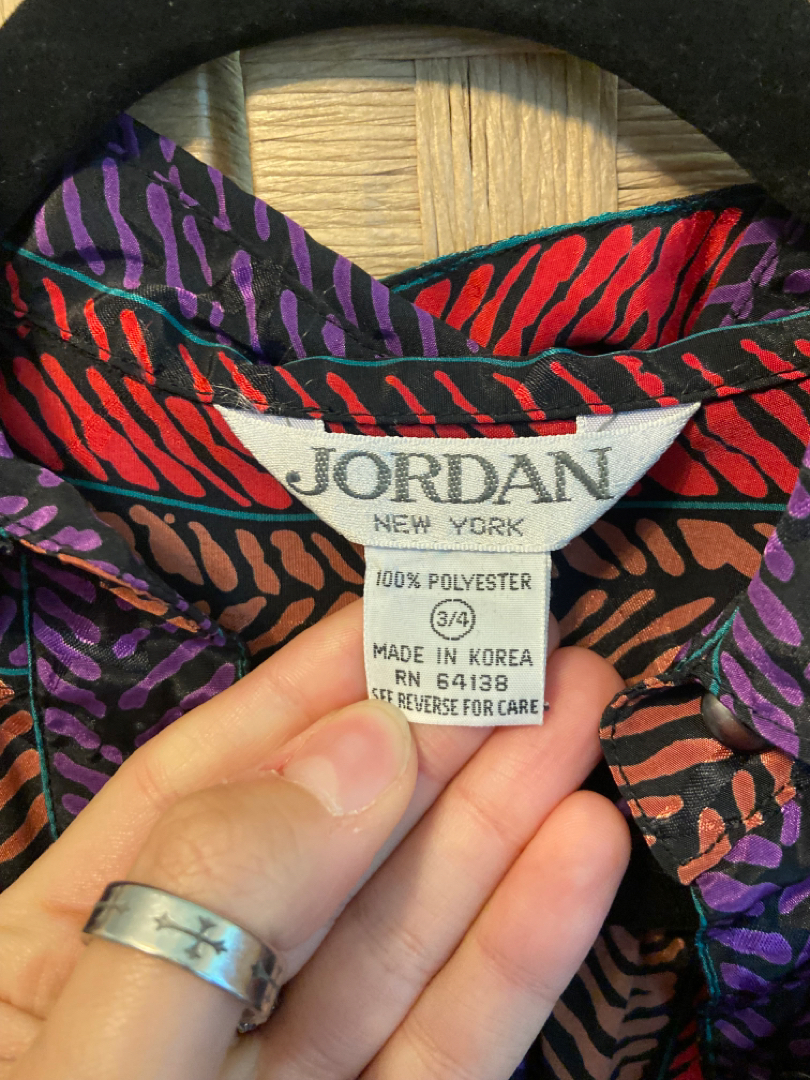 JORDAN
NEW YORK
100% POLYESTER
3/4
MADE IN KOREA
RN 64138
SEE REVERSE FOR CARE